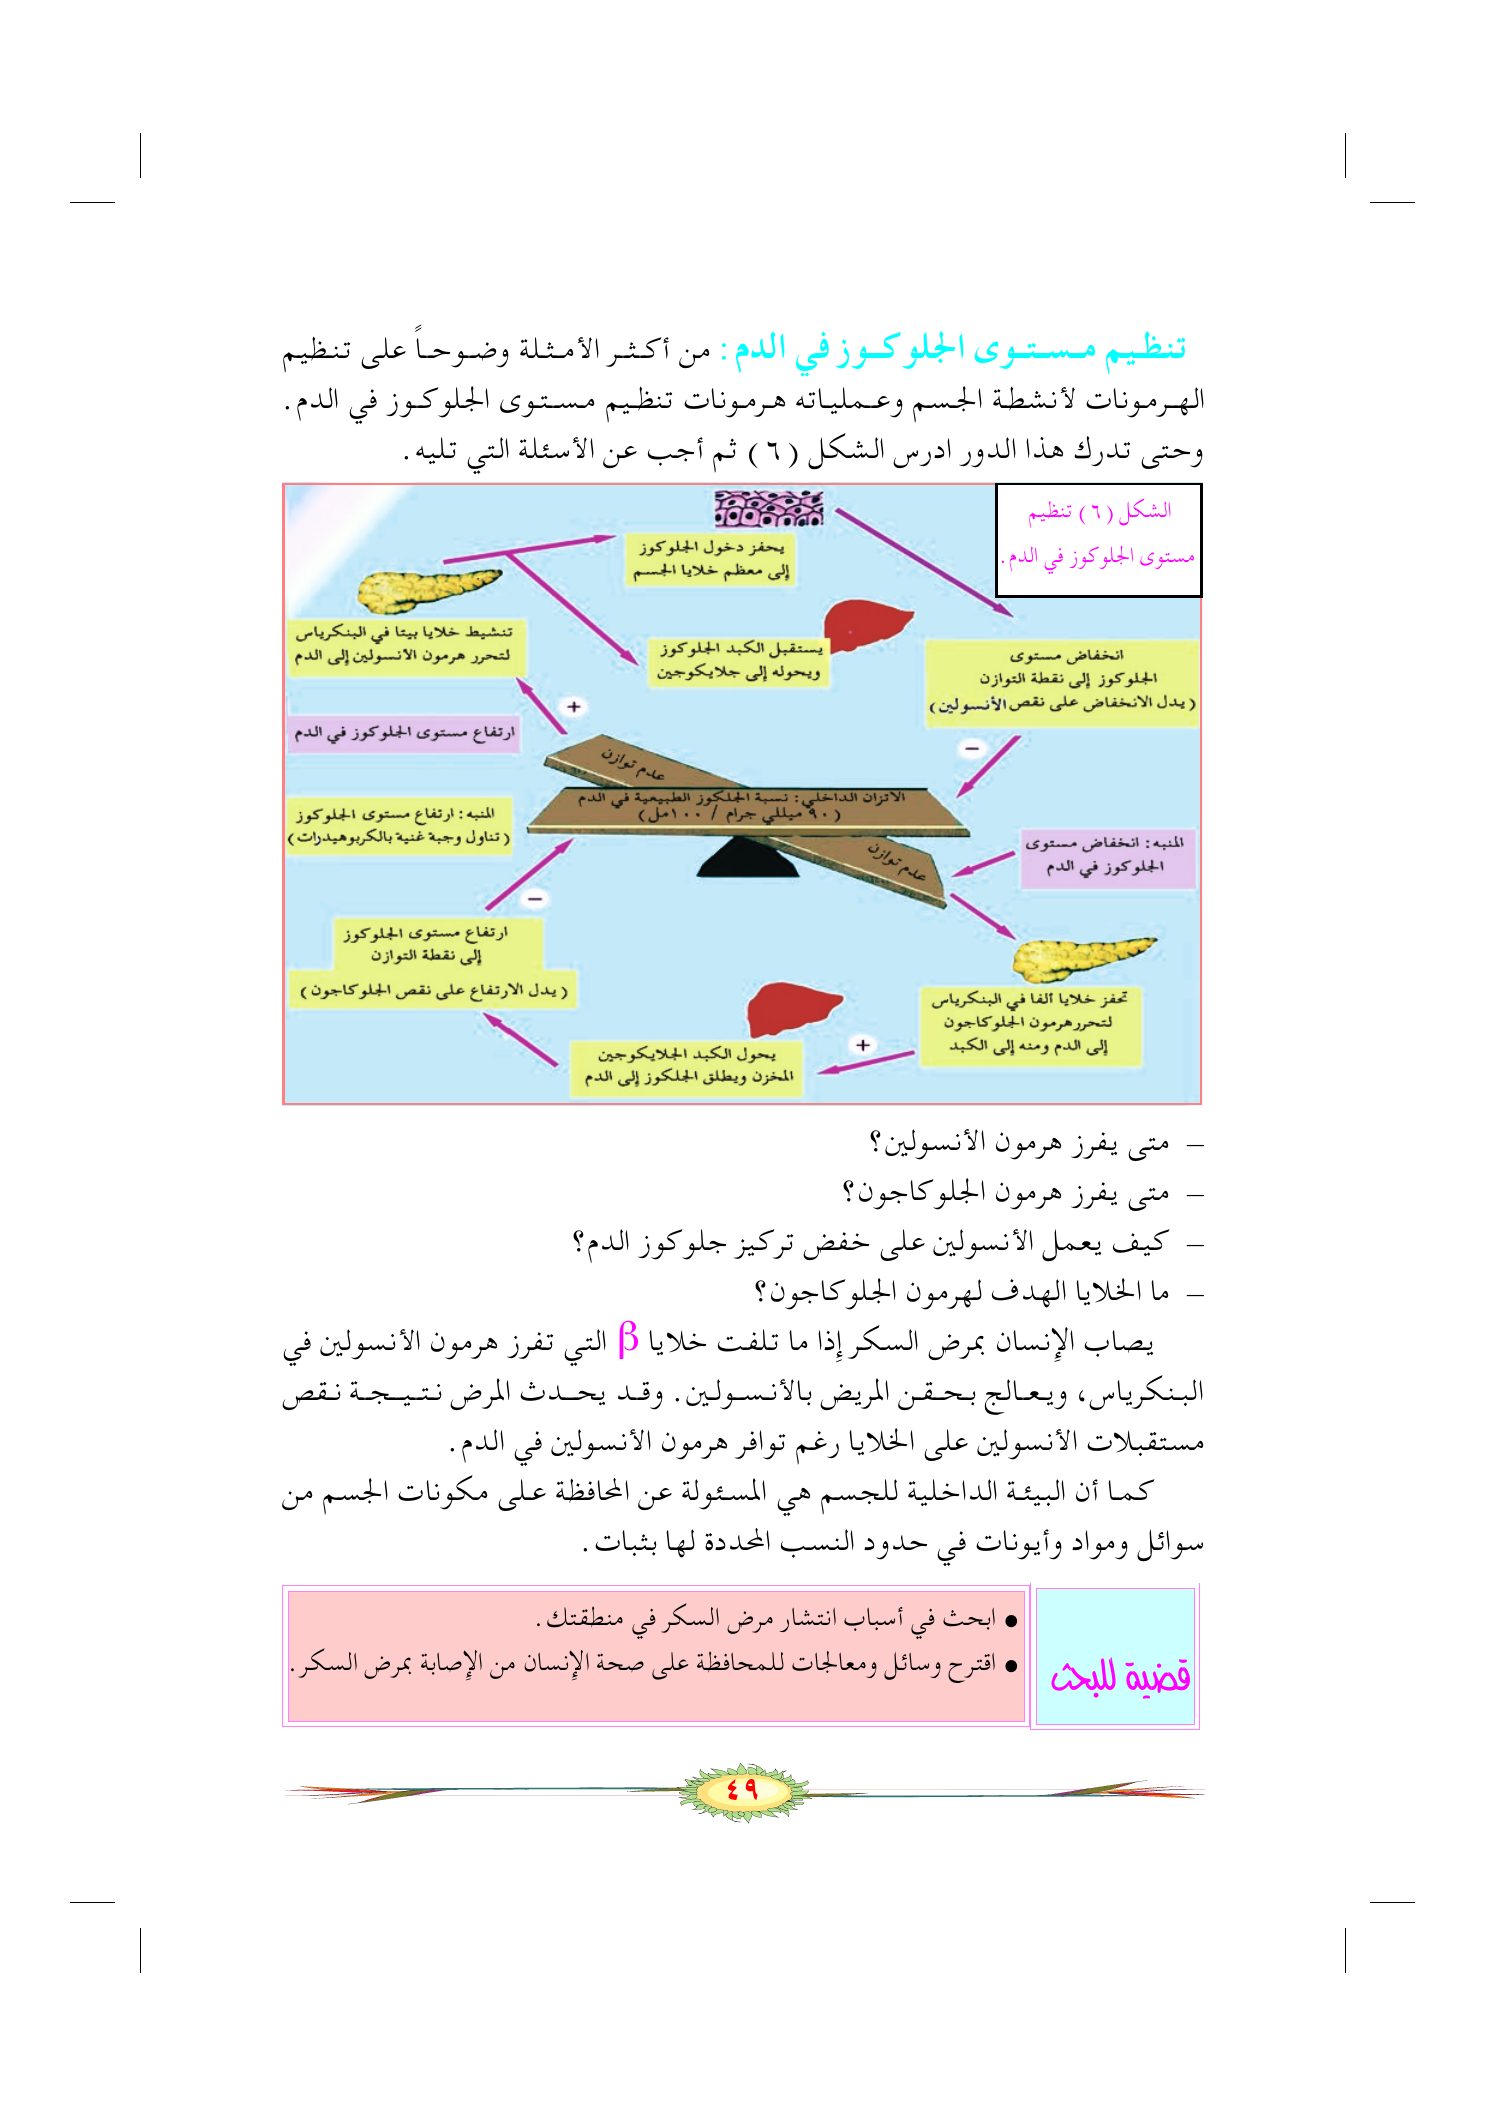 تنظيم مستوى الجلوكوز في الدم : من أكثر الأمثلة وضوحاً على تنظيم
الهرمونات لأنشطة الجسم وعملياته هرمونات تنظيم مستوى الجلوكوز في الدم.
وحتى تدرك هذا الدور ادرس الشكل (٦) ثم أجب عن الأسئلة التي تليه.
الشكل (٦) تنظيم
مستوى الجلوكوز في الدم.
يحفز دخول الجلوكوز
إلى معظم خلايا الجسم
تنشيط خلايا بيتا في البنكرياس
لتحرر هرمون الانسولين إلى الدم
يستقبل الكبد الجلوكوز
ويحوله إلى جلايكوجين
انخفاض مستوى
الجلوكوز إلى نقطة التوازن
(يدل الانخفاض على نقص الأنسولين)
+
ارتفاع مستوى الجلوكوز في الدم
−
عدم توازن
الاتزان الداخلي: نسبة الجلكوز الطبيعية في الدم
(٩٠ ميللي جرام / ١٠٠مل)
عدم توازن
المنبه: ارتفاع مستوى الجلوكوز
(تناول وجبة غنية بالكربوهيدرات)
المنبه: انخفاض مستوى
الجلوكوز في الدم
−
ارتفاع مستوى الجلوكوز
إلى نقطة التوازن
(يدل الارتفاع على نقص الجلوكاجون)
تحفز خلايا ألفا في البنكرياس
لتحررهرمون الجلوكاجون
إلى الدم ومنه إلى الكبد
+
يحول الكبد الجلايكوجين
المخزن ويطلق الجلكوز إلى الدم
– متى يفرز هرمون الأنسولين؟
– متى يفرز هرمون الجلوكاجون؟
– كيف يعمل الأنسولين على خفض تركيز جلوكوز الدم؟
– ما الخلايا الهدف لهرمون الجلوكاجون؟
يصاب الإنسان بمرض السكر إذا ما تلفت خلايا β التي تفرز هرمون الأنسولين في
البنكرياس، ويعالج بحقن المريض بالأنسولين. وقد يحدث المرض نتيجة نقص
مستقبلات الأنسولين على الخلايا رغم توافر هرمون الأنسولين في الدم.
كما أن البيئة الداخلية للجسم هي المسئولة عن المحافظة على مكونات الجسم من
سوائل ومواد وأيونات في حدود النسب المحددة لها بثبات.
قضية للبحث
● ابحث في أسباب انتشار مرض السكر في منطقتك.
● اقترح وسائل ومعالجات للمحافظة على صحة الإنسان من الإصابة بمرض السكر.
٤٩